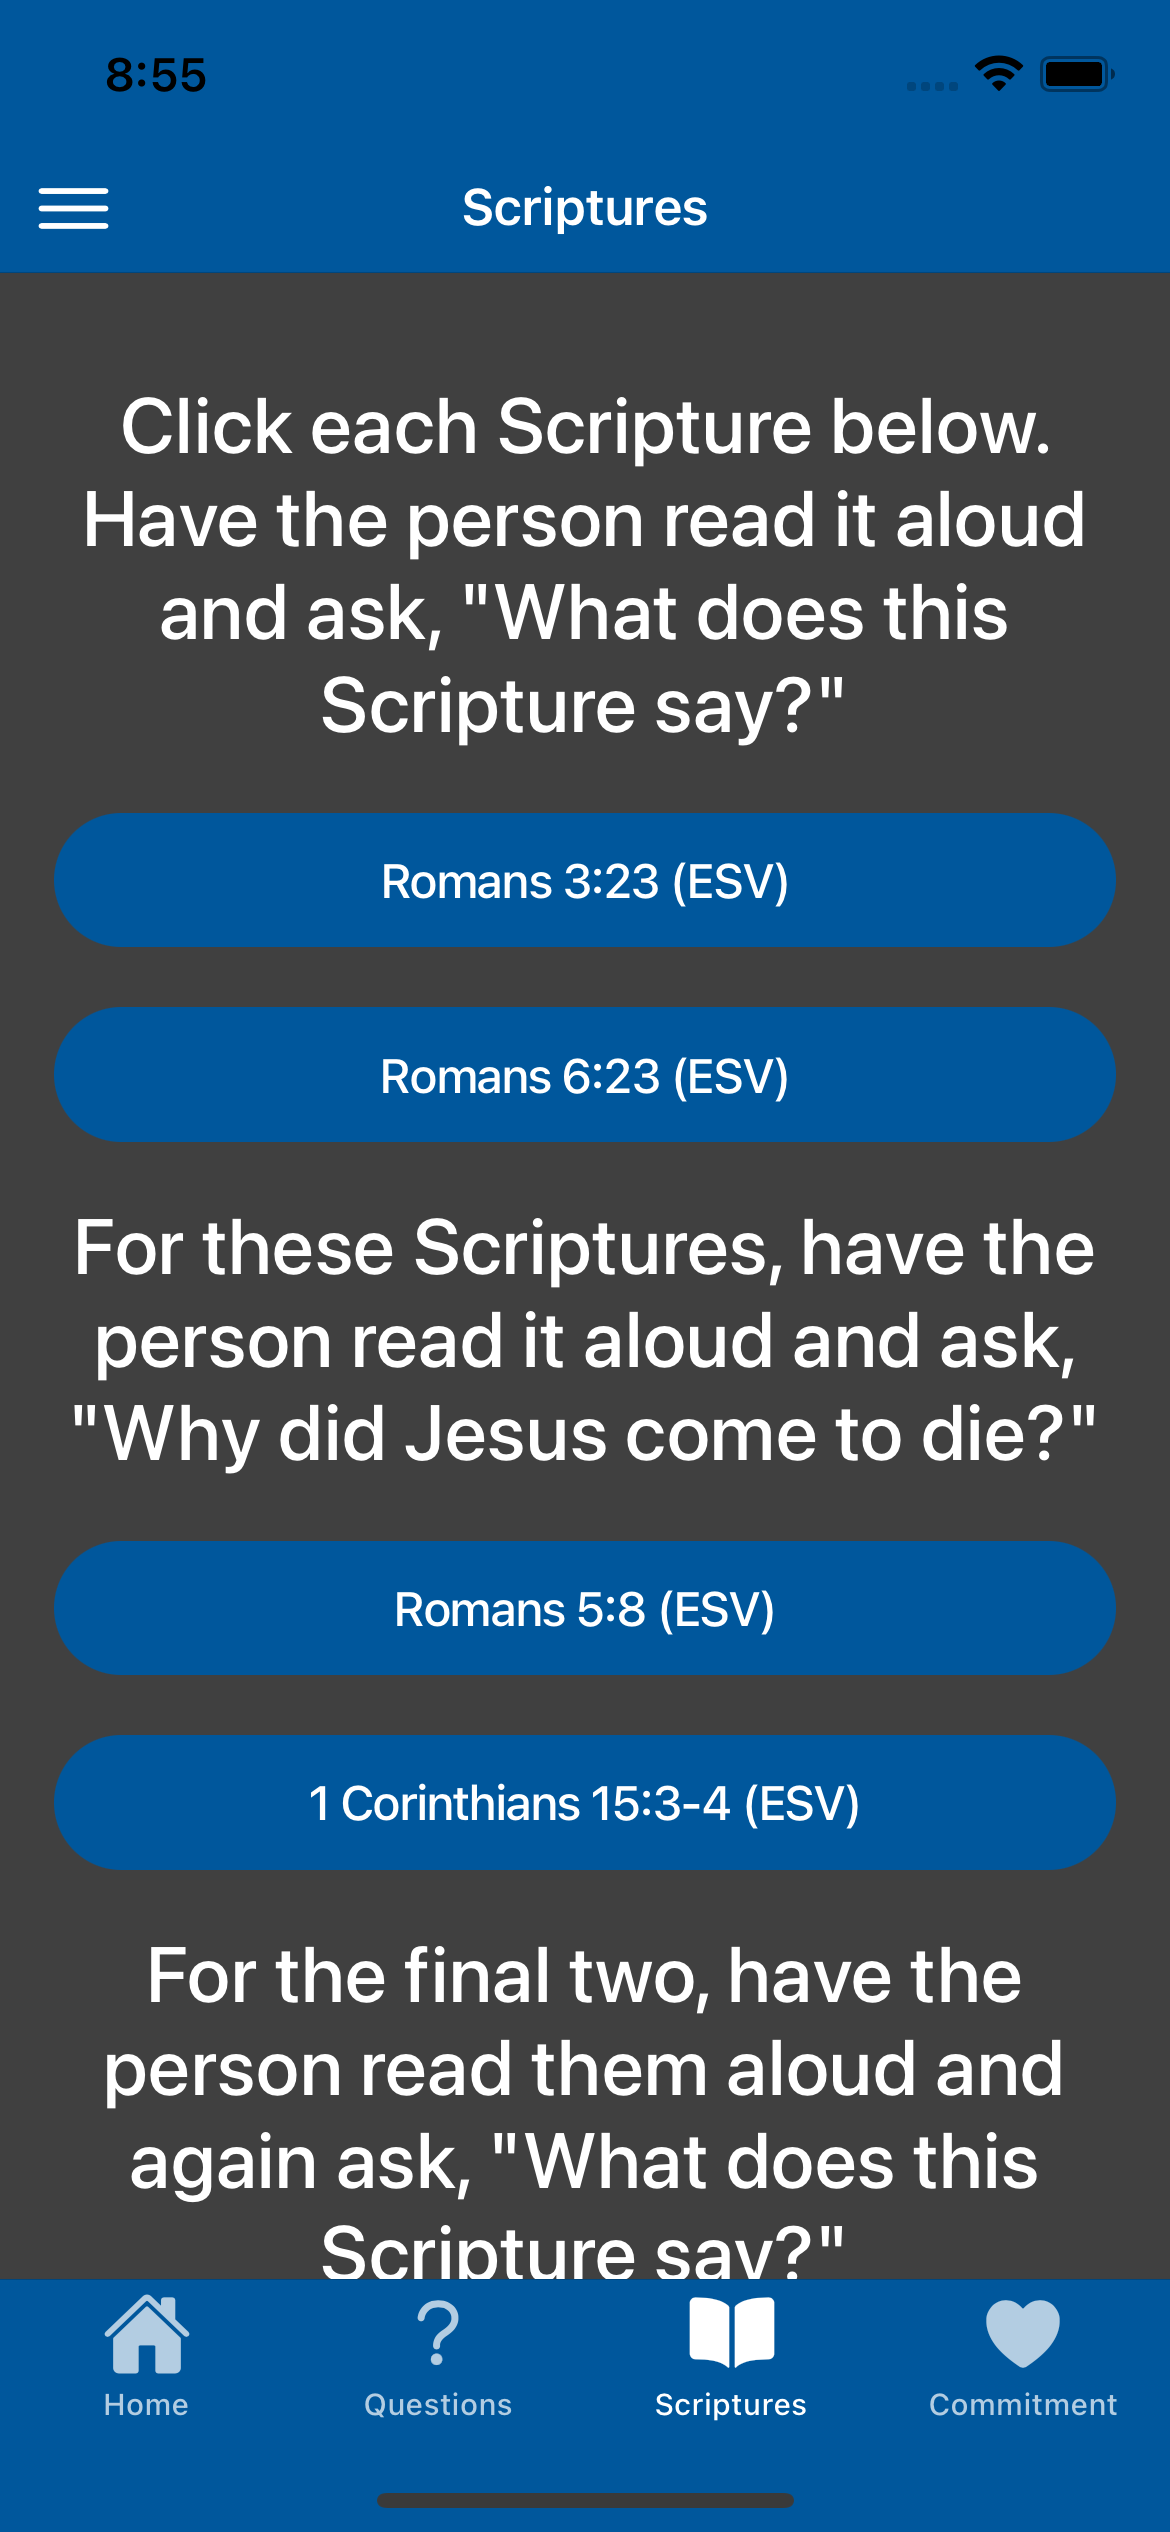 8:55
Scriptures
Click each Scripture below.
Have the person read it aloud
and ask, "What does this
Scripture say?"
Romans 3:23 (ESV)
Romans 6:23 (ESV)
For these Scriptures, have the
person read it aloud and ask,
"Why did Jesus come to die?"
Romans 5:8 (ESV)
1 Corinthians 15:3-4 (ESV)
For the final two, have the
person read them aloud and
again ask, "What does this
Scripture say?"
Home
Questions
Scriptures
Commitment